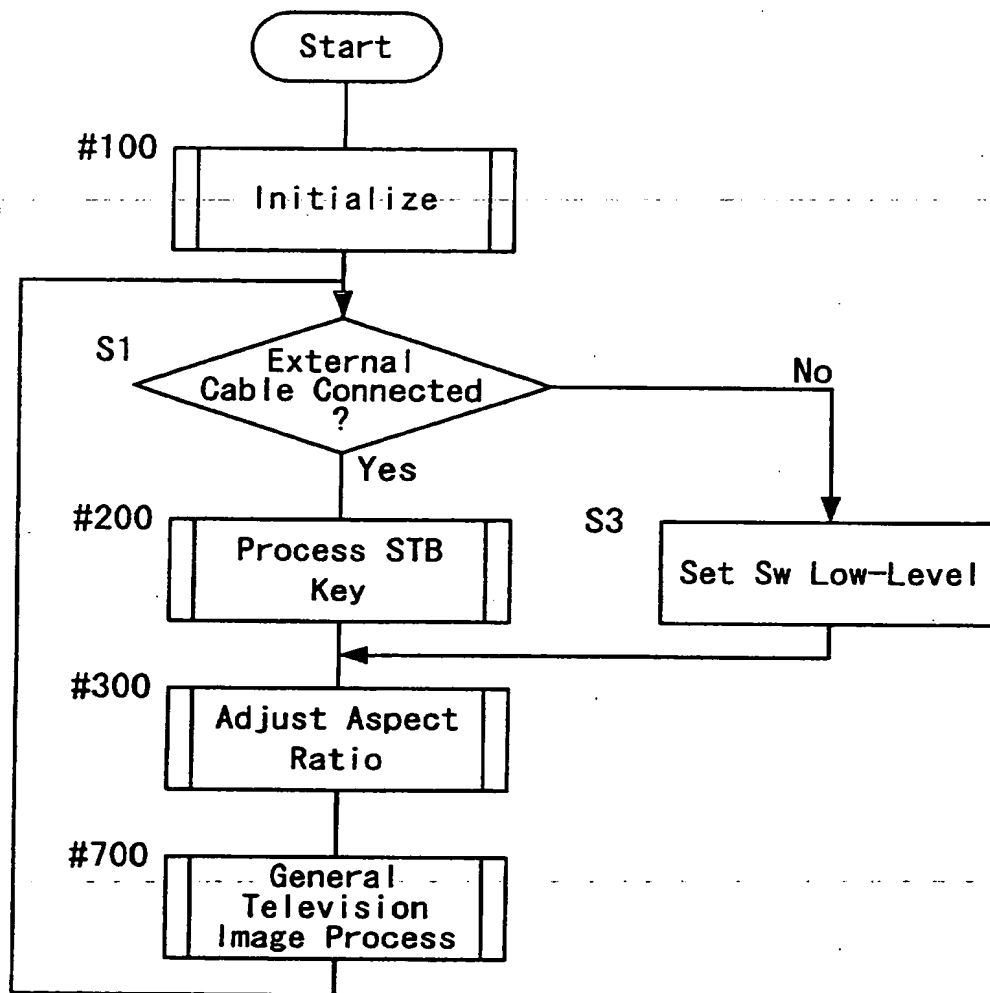 Start
#100
Initialize
S1
External
Cable Connected
?
No
Yes
#200
Process STB
Key
S3
Set Sw Low-Level
#300
Adjust Aspect
Ratio
#700
General
Television
Image Process